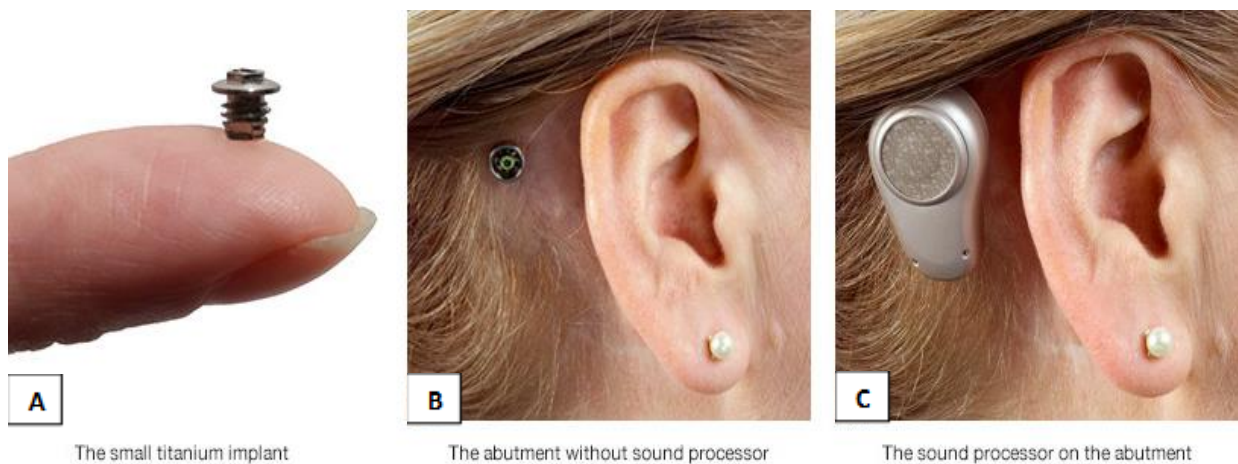 A
B
C
The small titanium implant
The abutment without sound processor
The sound processor on the abutment